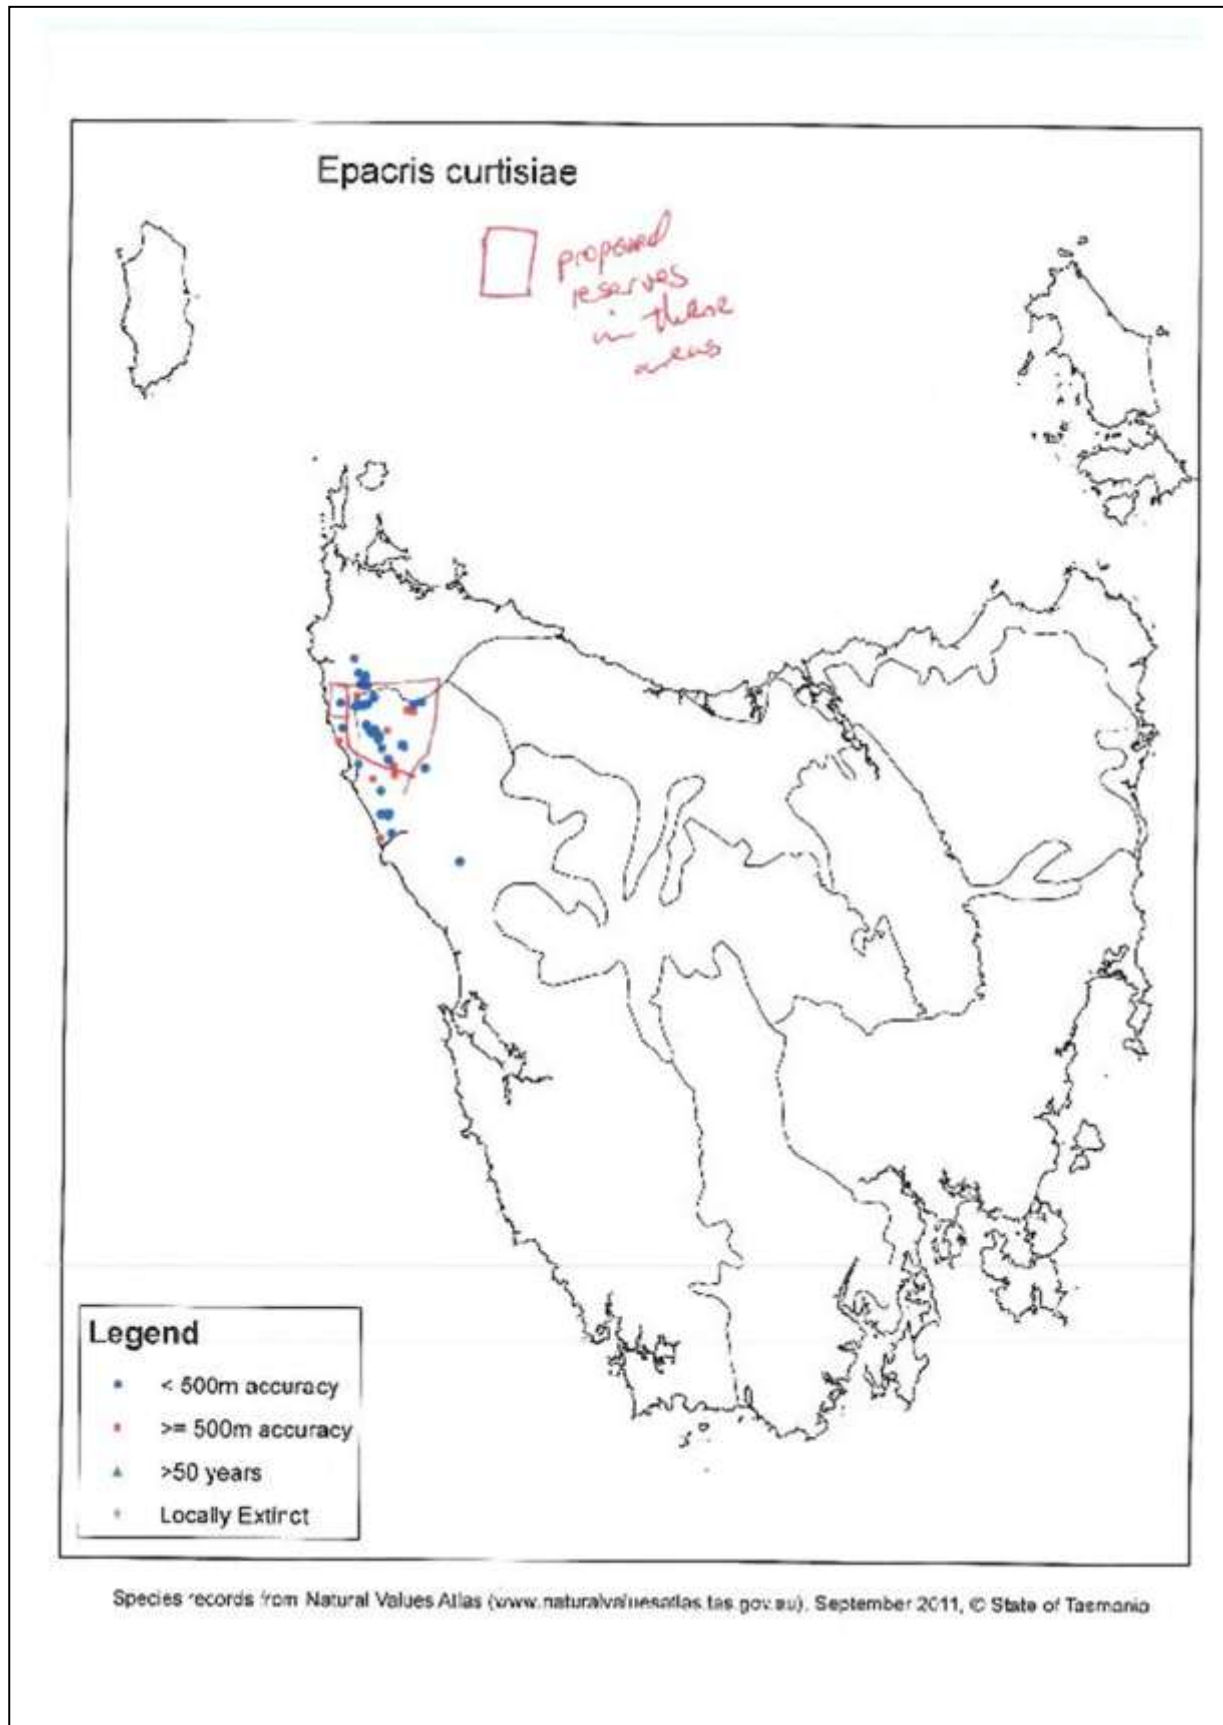 Epacris curtisiae
proposed
reserves
in these
areas
Legend
< 500m accuracy
>= 500m accuracy
>50 years
Locally Extinct
Species records from Natural Values Atlas (www.naturalvaluesatlas.tas.gov.au), September 2011, © State of Tasmania